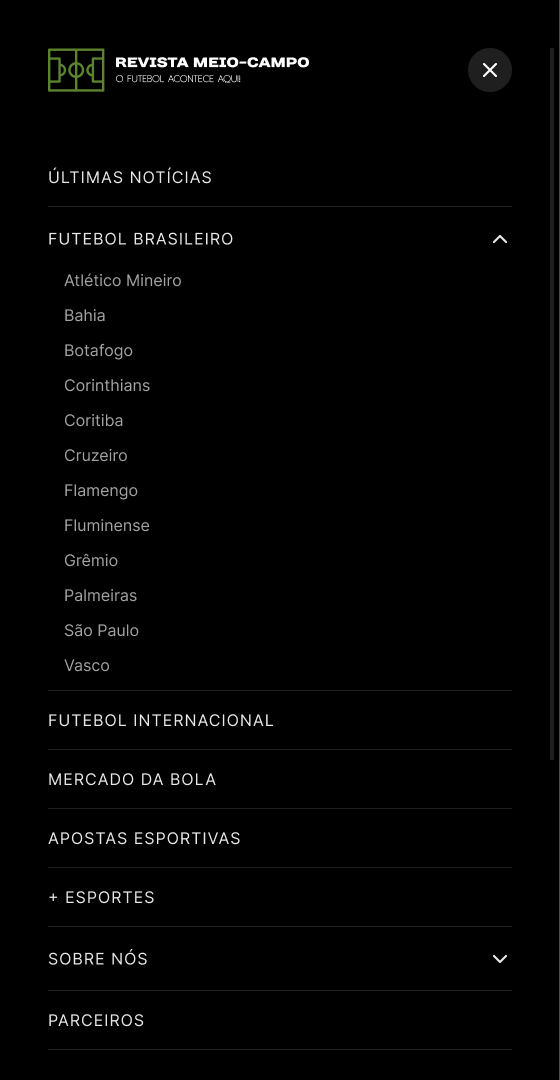 REVISTA MEIO-CAMPO
O FUTEBOL ACONTECE AQUI!
ÚLTIMAS NOTÍCIAS
FUTEBOL BRASILEIRO
Atlético Mineiro
Bahia
Botafogo
Corinthians
Coritiba
Cruzeiro
Flamengo
Fluminense
Grêmio
Palmeiras
São Paulo
Vasco
FUTEBOL INTERNACIONAL
MERCADO DA BOLA
APOSTAS ESPORTIVAS
+ ESPORTES
SOBRE NÓS
PARCEIROS